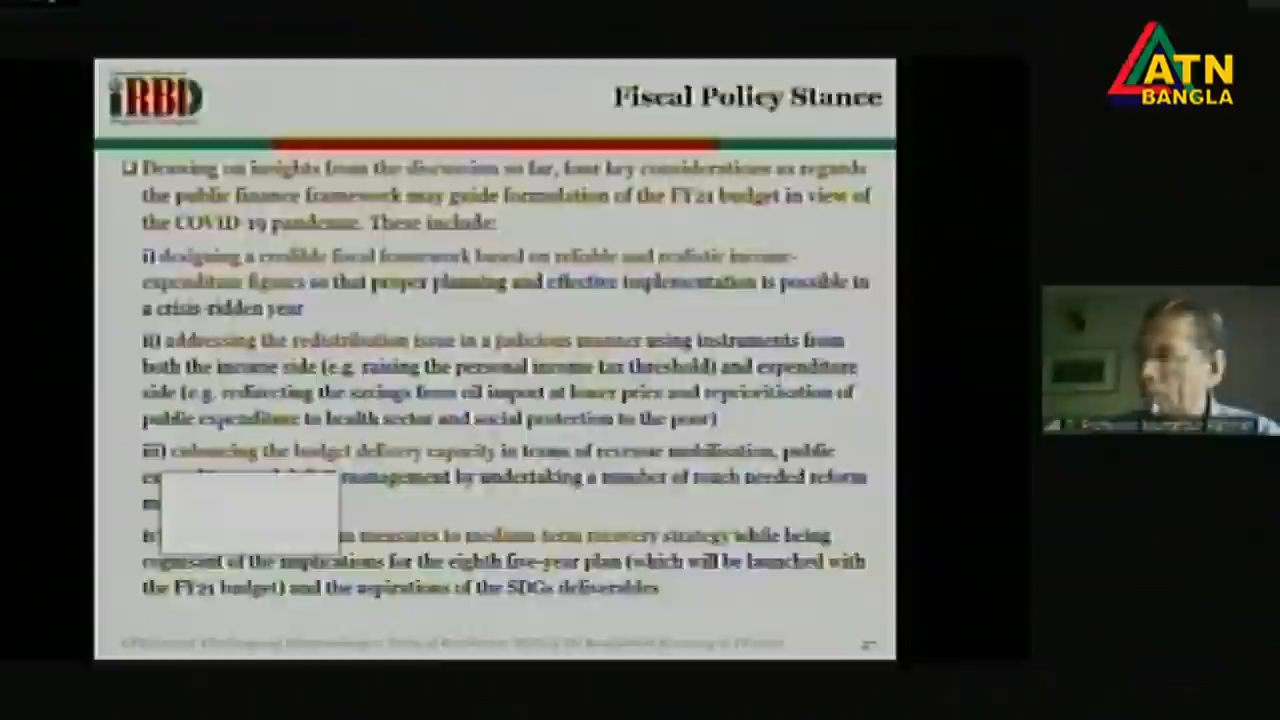 ATN
BANGLA
iRBD
Fiscal Policy Stance
Drawing on insights from the discussion so far, four key considerations as regards
the public finance framework may guide formulation of the FY21 budget in view of
the COVID-19 pandemic. These include:
i) designing a credible fiscal framework based on reliable and realistic income-
expenditure figures so that proper planning and effective implementation is possible in
a crisis-ridden year
ii) addressing the redistribution issue in a judicious manner using instruments from
both the income side (e.g. raising the personal income tax threshold) and expenditure
side (e.g. redirecting the savings from oil import at lower price and reprioritisation of
public expenditure to health sector and social protection to the poor)
iii) enhancing the budget delivery capacity in terms of revenue mobilisation, public
management by undertaking a number of much needed reform
measures to medium term recovery strategy while being
cognisant of the implications for the eighth five-year plan (which will be launched with
the FY21 budget) and the aspirations of the SDGs deliverables